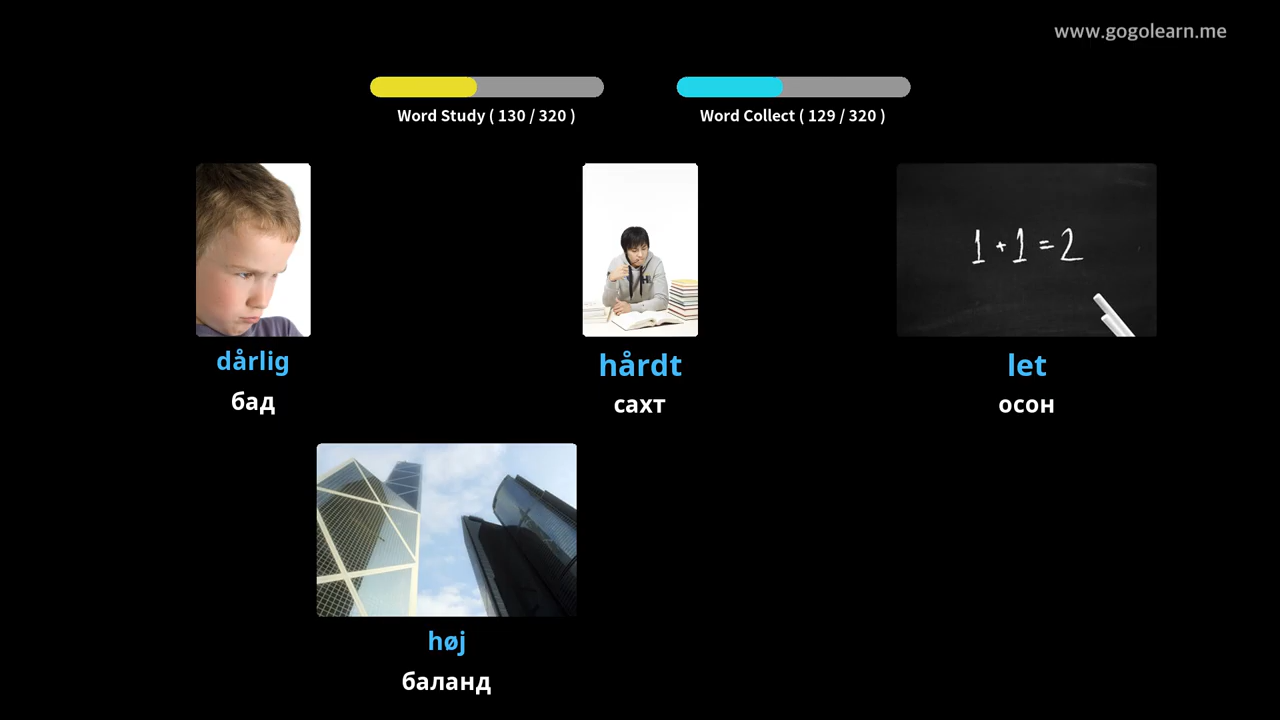 www.gogolearn.me
Word Study ( 130 / 320 )
Word Collect ( 129 / 320 )
1 + 1 = 2
dårlig
hårdt
let
бад
сахт
осон
høj
баланд